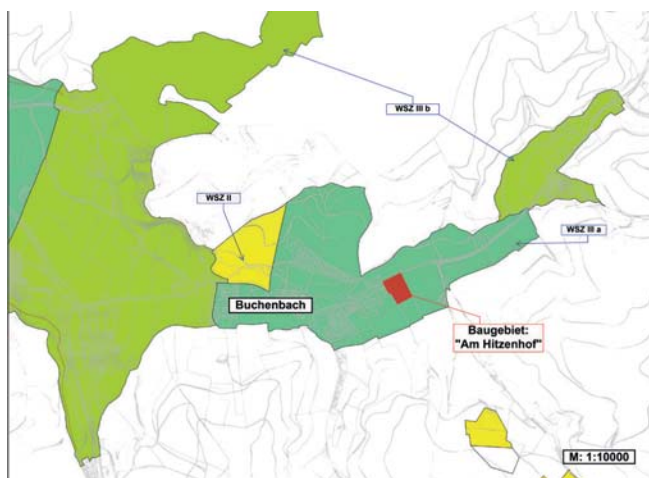 WSZ III b
WSZ II
WSZ III a
Buchenbach
Baugebiet:
"Am Hitzenhof"
M: 1:10000